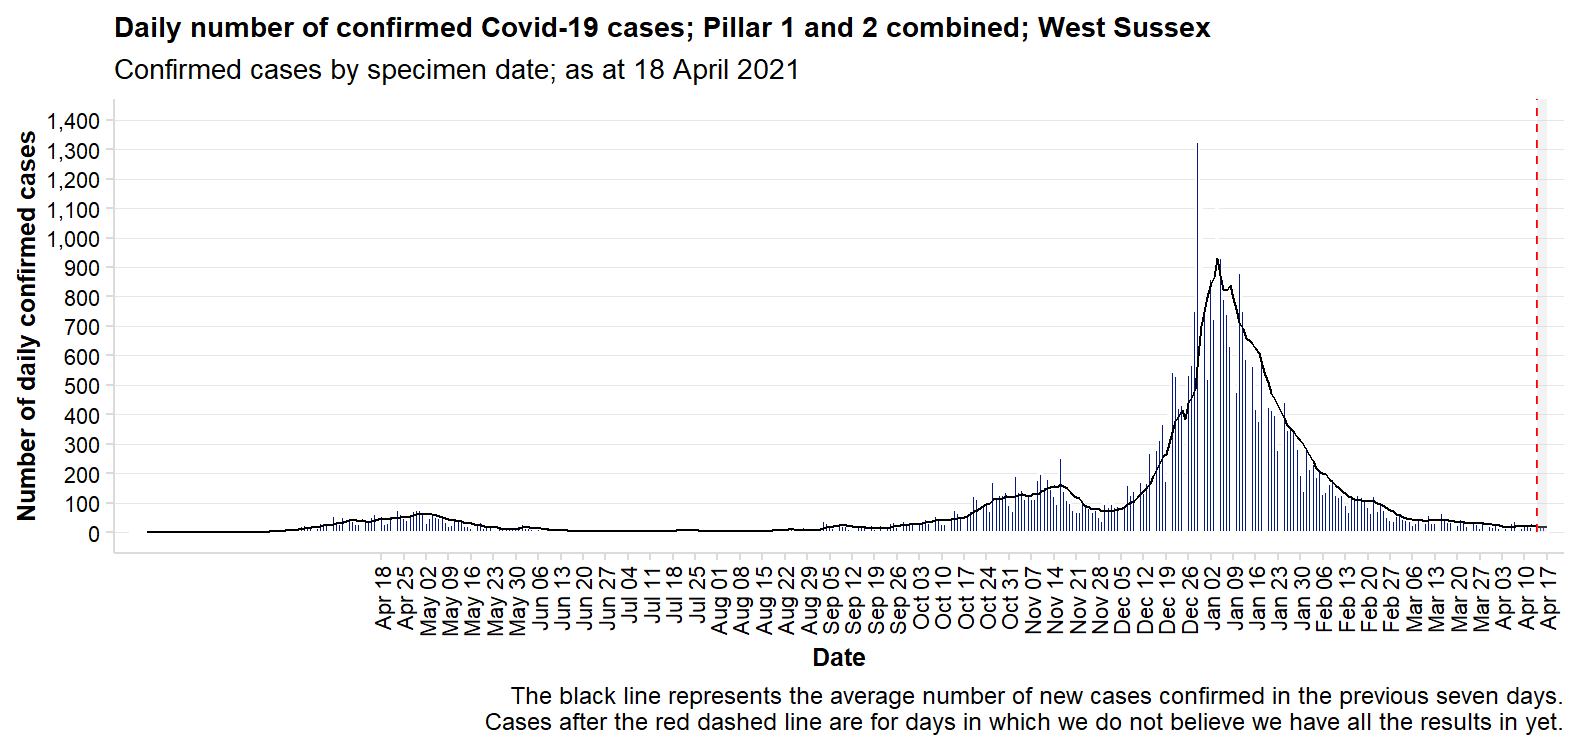 Daily number of confirmed Covid-19 cases; Pillar 1 and 2 combined; West Sussex
Confirmed cases by specimen date; as at 18 April 2021
Number of daily confirmed cases
1,400
1,300
1,200
1,100
1,000
900
800
700
600
500
400
300
200
100
0
Apr 18
Apr 25
May 02
May 09
May 16
May 23
May 30
Jun 06
Jun 13
Jun 20
Jun 27
Jul 04
Jul 11
Jul 18
Jul 25
Aug 01
Aug 08
Aug 15
Aug 22
Aug 29
Sep 05
Sep 12
Sep 19
Sep 26
Oct 03
Oct 10
Oct 17
Oct 24
Oct 31
Nov 07
Nov 14
Nov 21
Nov 28
Dec 05
Dec 12
Dec 19
Dec 26
Jan 02
Jan 09
Jan 16
Jan 23
Jan 30
Feb 06
Feb 13
Feb 20
Feb 27
Mar 06
Mar 13
Mar 20
Mar 27
Apr 03
Apr 10
Apr 17
Date
The black line represents the average number of new cases confirmed in the previous seven days.
Cases after the red dashed line are for days in which we do not believe we have all the results in yet.